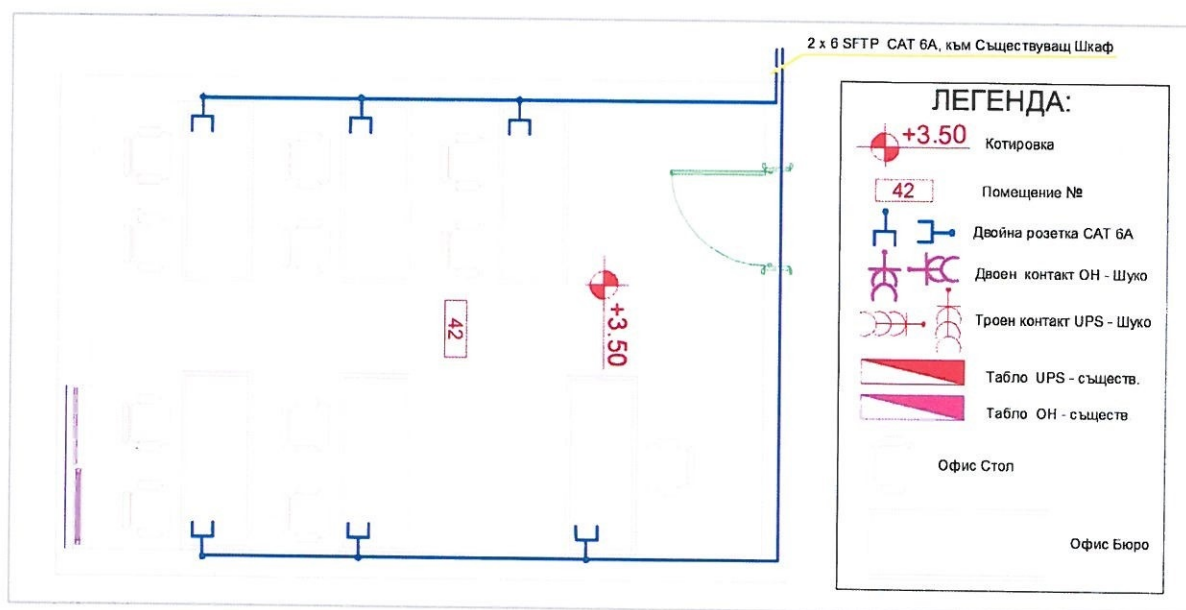 2 x 6 SFTP CAT 6A, към Съществуващ Шкаф
ЛЕГЕНДА:
+3.50 Котировка
42 Помещение №
Двойна розетка CAT 6A
Двоен контакт ОН - Шуко
Троен контакт UPS - Шуко
Табло UPS - съществ.
Табло ОН - съществ
Офис Стол
Офис Бюро
42
+3.50